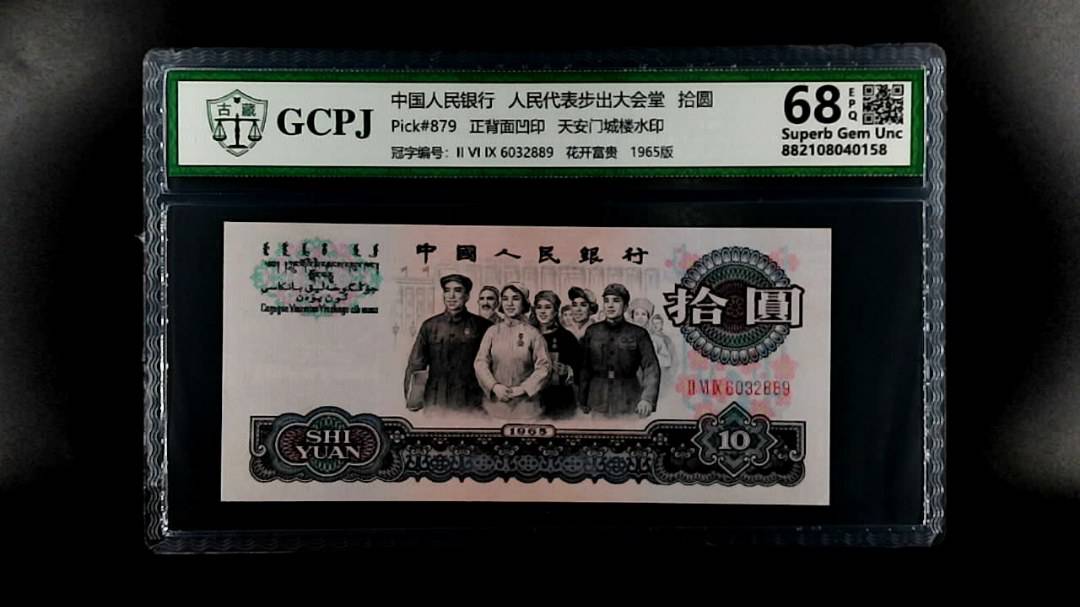 古 藏
GCPJ
中国人民银行 人民代表步出大会堂 拾圆
Pick#879 正背面凹印 天安门城楼水印
冠字编号: II VI IX 6032889 花开富贵 1965版
68 EPQ
Superb Gem Unc
882108040158
中國人民銀行
拾圓
II VI IX 6032889
1965
SHI
YUAN
10